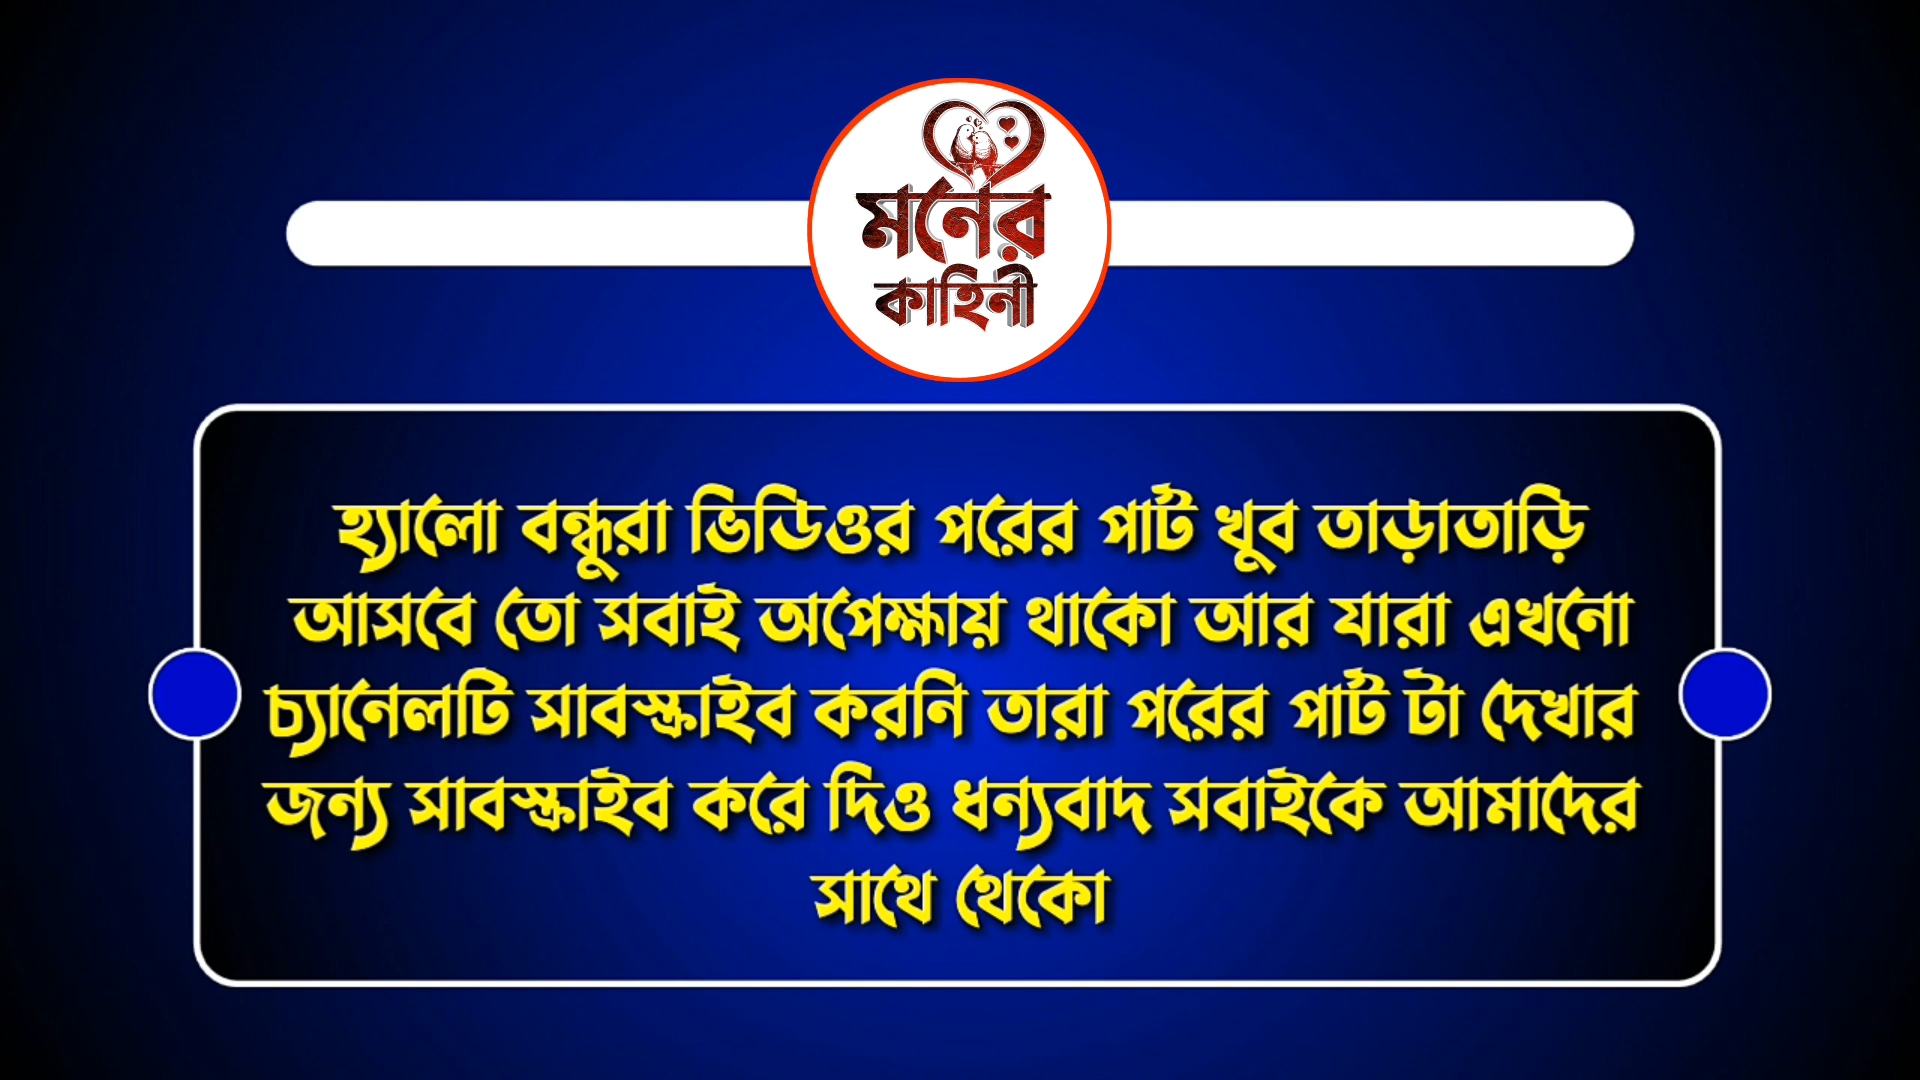 মনের
কাহিনী
হ্যালো বন্ধুরা ভিডিওর পরের পার্ট খুব তাড়াতাড়ি
আসবে তো সবাই অপেক্ষায় থাকো আর যারা এখনো
চ্যানেলটি সাবস্ক্রাইব করনি তারা পরের পার্ট টা দেখার
জন্য সাবস্ক্রাইব করে দিও ধন্যবাদ সবাইকে আমাদের
সাথে থেকো